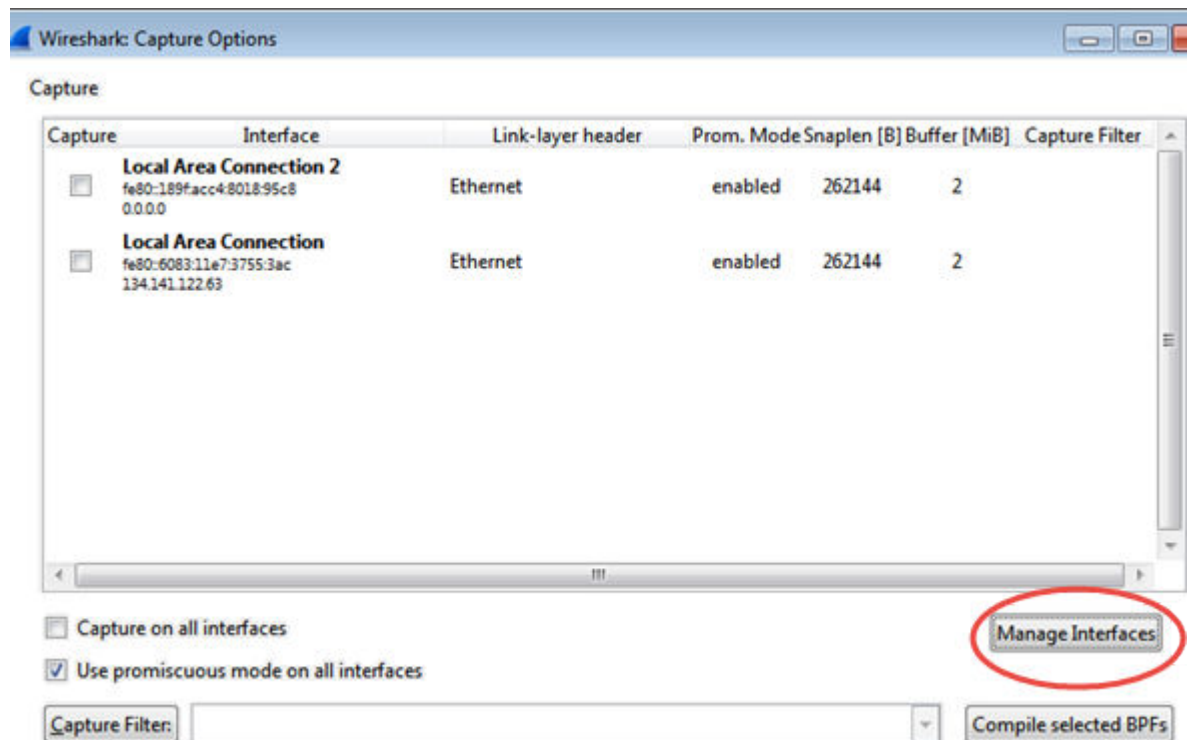 Wireshark: Capture Options
Capture
Capture Interface Link-layer header Prom. Mode Snaplen [B] Buffer [MiB] Capture Filter
Local Area Connection 2
fe80::189f:acc4:8018:95c8
0.0.0.0
Ethernet enabled 262144 2
Local Area Connection
fe80::6083:11e7:3755:3ac
134.141.122.63
Ethernet enabled 262144 2
Capture on all interfaces
Manage Interfaces
Use promiscuous mode on all interfaces
Capture Filter:
Compile selected BPFs